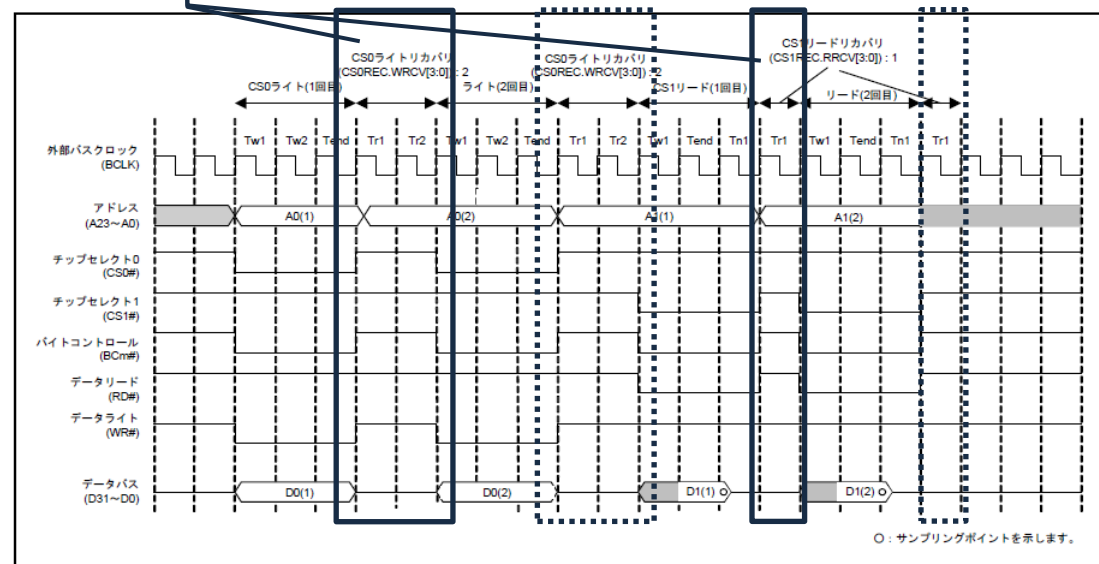 CS0ライトリカバリ
(CS0REC.WRCV[3:0]) : 2
CS0ライトリカバリ
(CS0REC.WRCV[3:0]) : 2
CS1リードリカバリ
(CS1REC.RRCV[3:0]) : 1
CS0ライト(1回目)
ライト(2回目)
CS1リード(1回目)
リード(2回目)
Tw1 Tw2 Tend Tr1 Tr2 Tw1 Tw2 Tend Tr1 Tr2 Tw1 Tend Tn1 Tr1 Tw1 Tend Tn1 Tr1
外部バスクロック
(BCLK)
アドレス
(A23～A0)
A0(1) A0(2) A1(1) A1(2)
チップセレクト0
(CS0#)
チップセレクト1
(CS1#)
バイトコントロール
(BCm#)
データリード
(RD#)
データライト
(WR#)
データバス
(D31～D0)
D0(1) D0(2) D1(1) D1(2)
○：サンプリングポイントを示します。